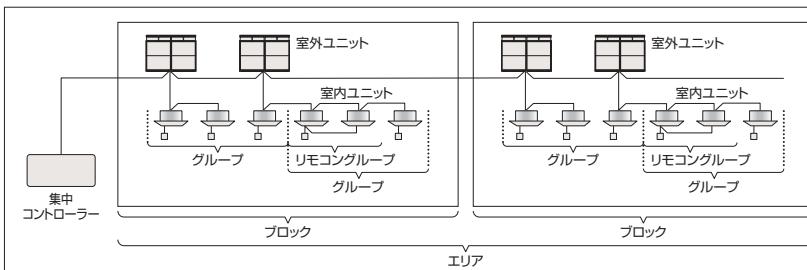 室外ユニット
室外ユニット
室内ユニット
室内ユニット
グループ
リモコングループ
グループ
グループ
リモコングループ
グループ
集中
コントローラー
ブロック
ブロック
エリア